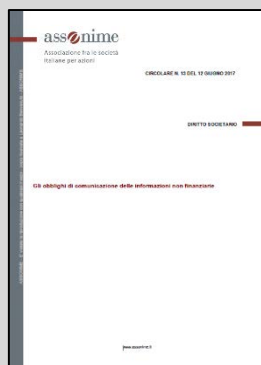 assonime
Associazione fra le società
italiane per azioni
CIRCOLARE N. 13 DEL 12 GIUGNO 2017
DIRITTO SOCIETARIO
Gli obblighi di comunicazione delle informazioni non finanziarie
www.assonime.it